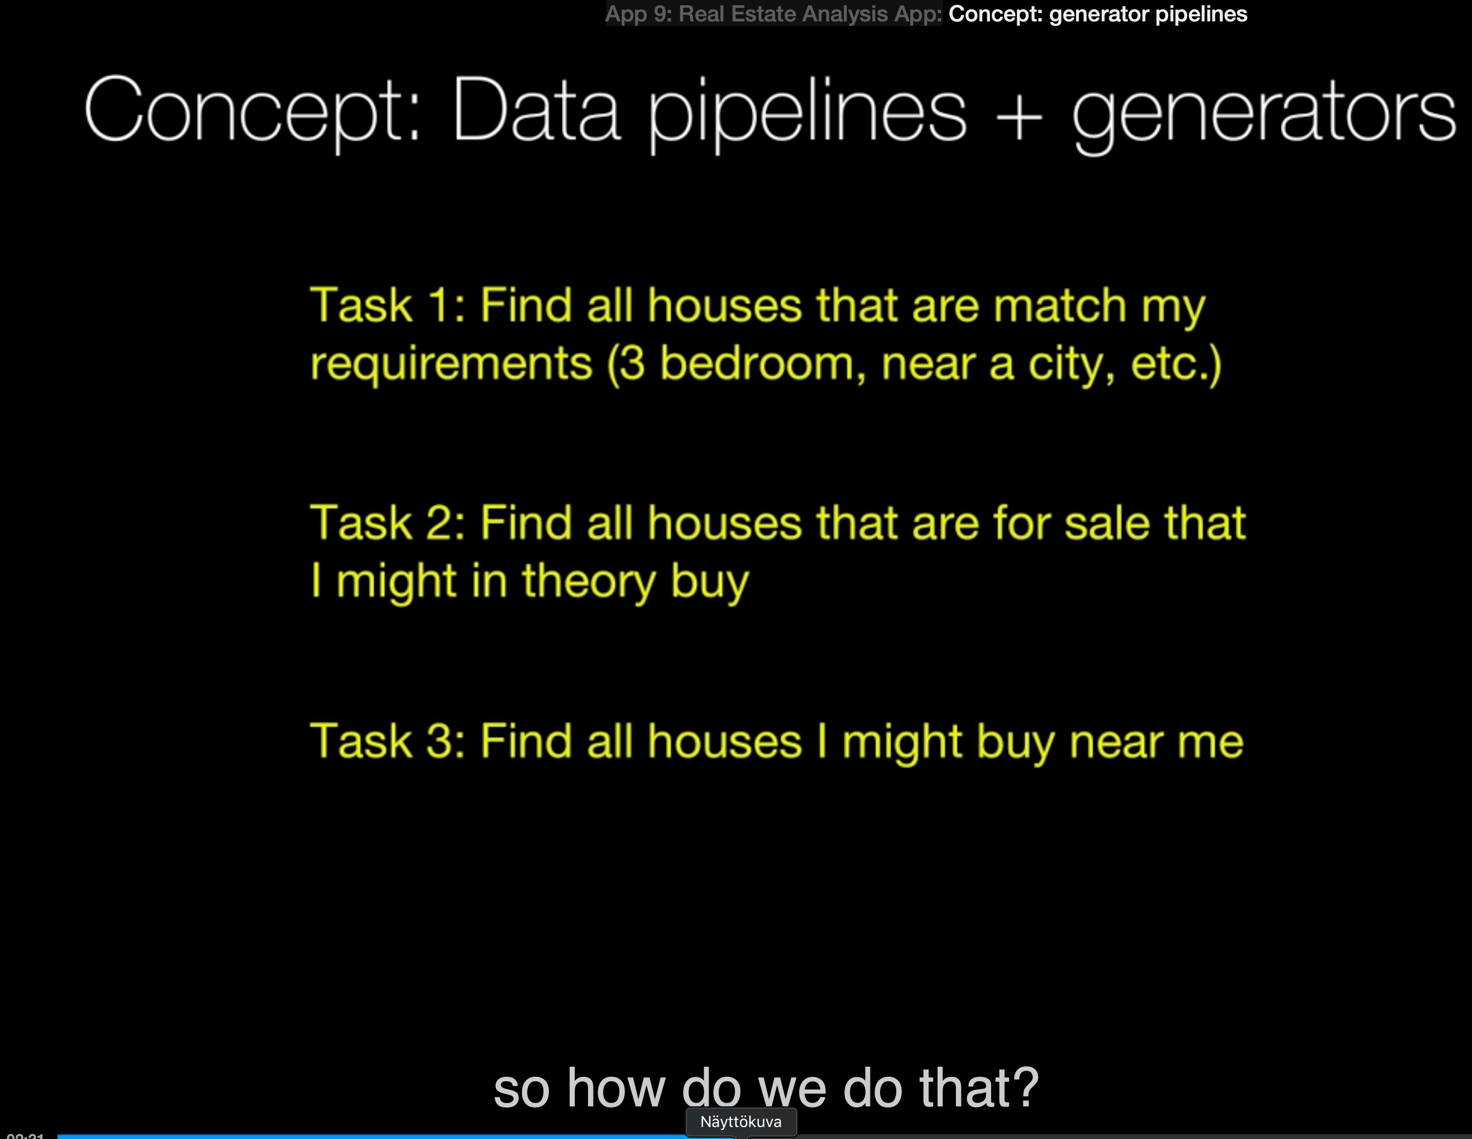 App 9: Real Estate Analysis App: Concept: generator pipelines
Concept: Data pipelines + generators
Task 1: Find all houses that are match my
requirements (3 bedroom, near a city, etc.)
Task 2: Find all houses that are for sale that
I might in theory buy
Task 3: Find all houses I might buy near me
so how do we do that?
Näyttökuva